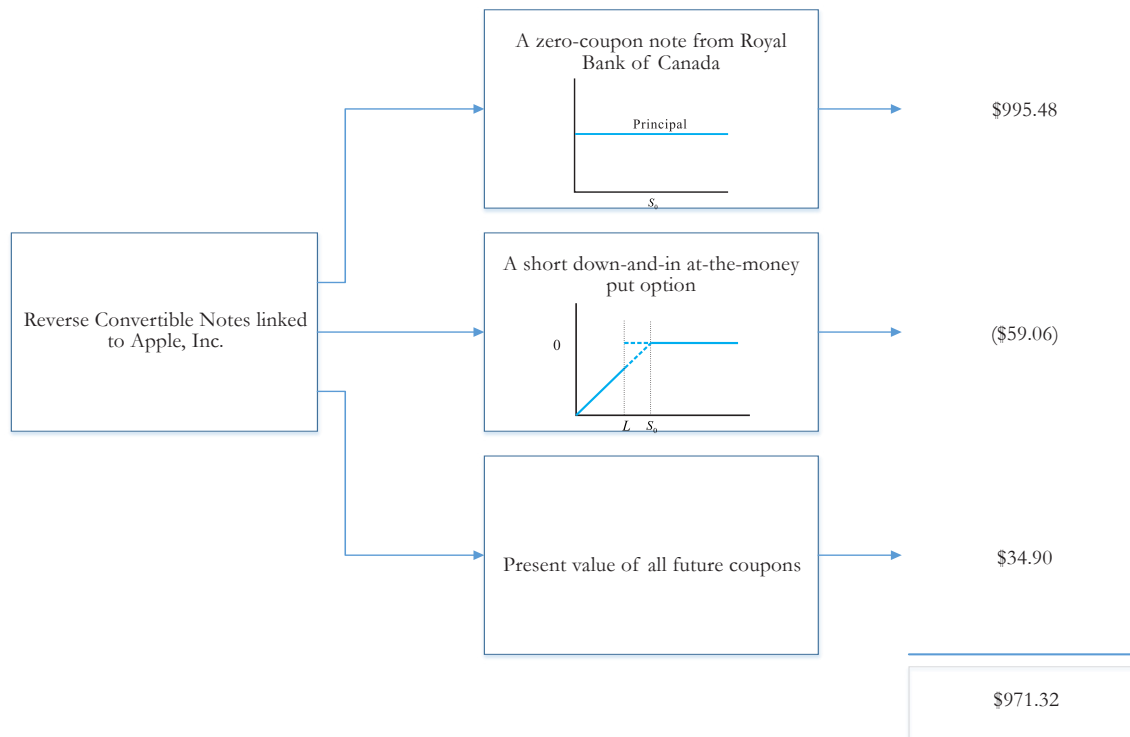 A zero-coupon note from Royal
Bank of Canada
Principal
S₀
$995.48
Reverse Convertible Notes linked
to Apple, Inc.
A short down-and-in at-the-money
put option
0
L S₀
($59.06)
Present value of all future coupons
$34.90
$971.32